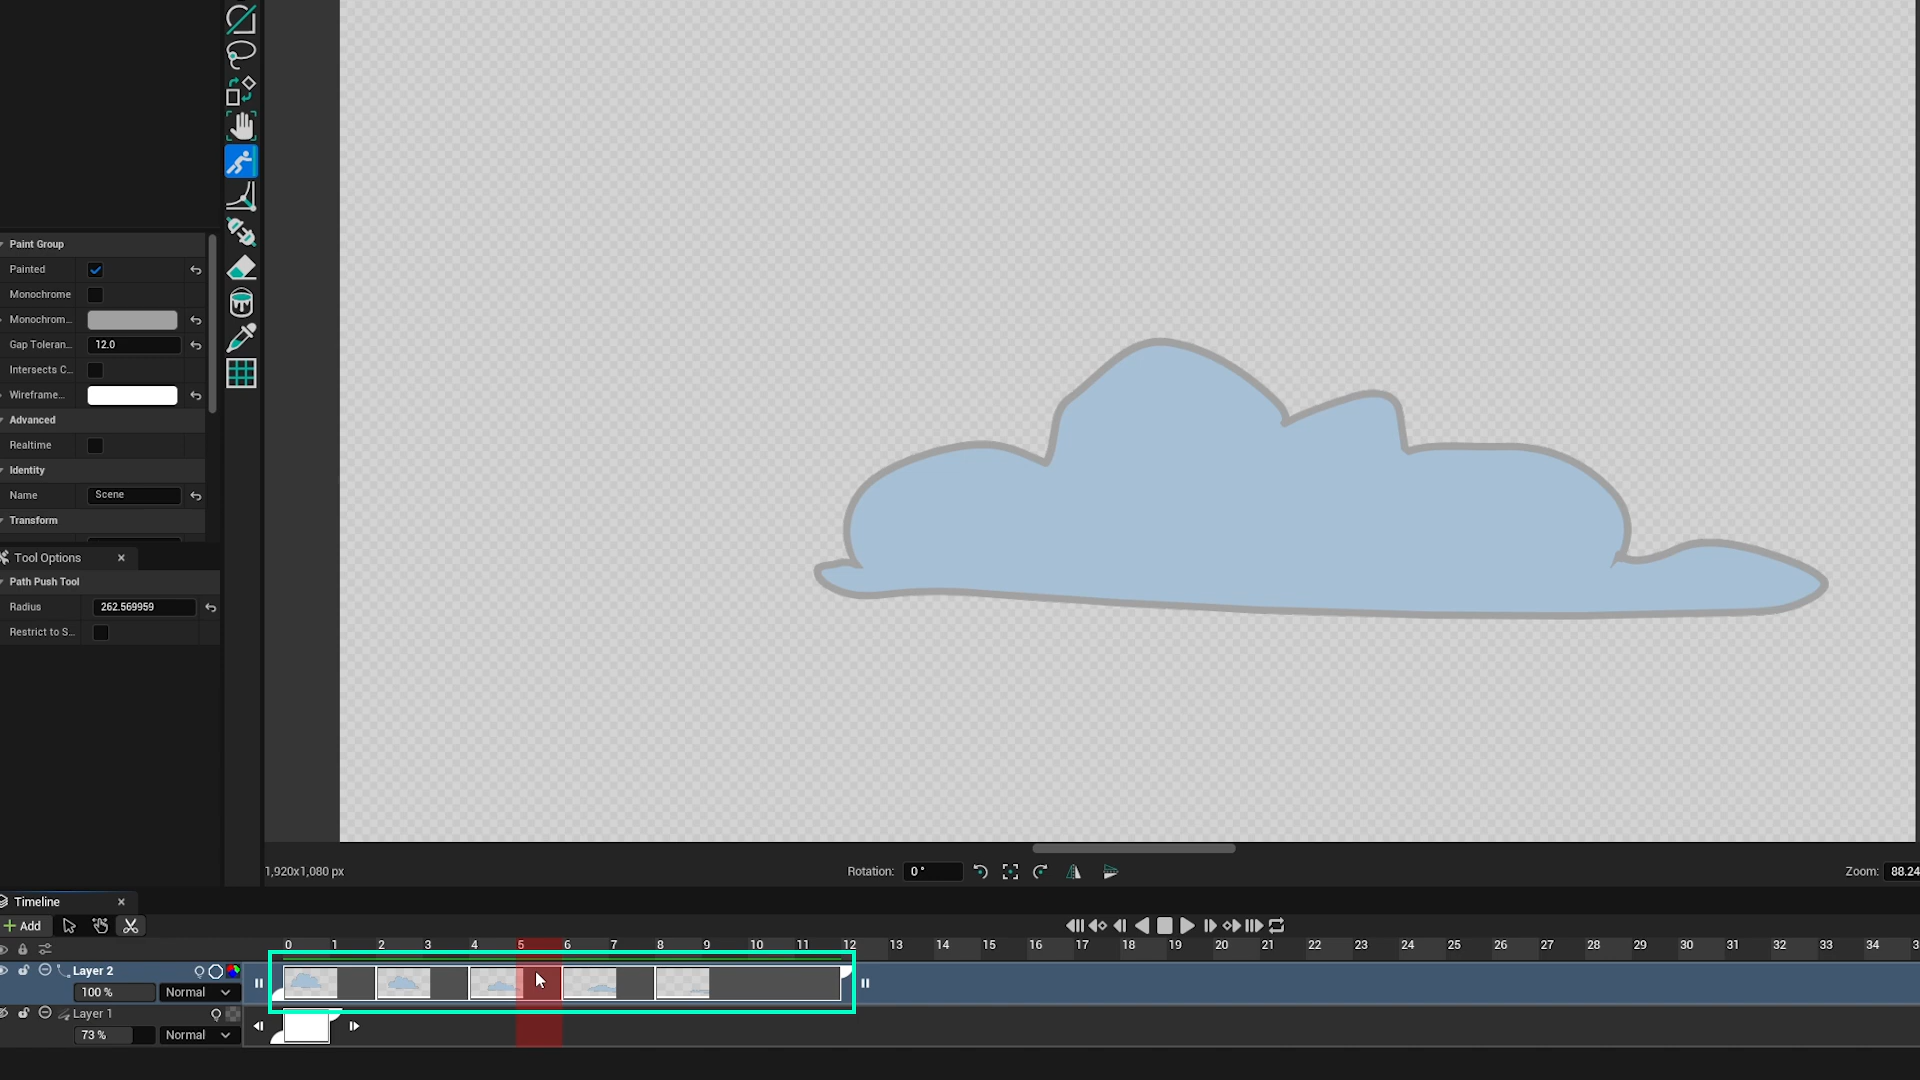 Paint Group
Painted
Monochrome
Monochrom...
Gap Toleran... 12.0
Intersects C...
Wireframe...
Advanced
Realtime
Identity
Name Scene
Transform
Tool Options
Path Push Tool
Radius 262.569959
Restrict to S...
1,920x1,080 px Rotation: 0 ° Zoom: 88.24
Timeline
Add
0 1 2 3 4 5 6 7 8 9 10 11 12 13 14 15 16 17 18 19 20 21 22 23 24 25 26 27 28 29 30 31 32 33 34
Layer 2
100 % Normal
Layer 1
73 % Normal